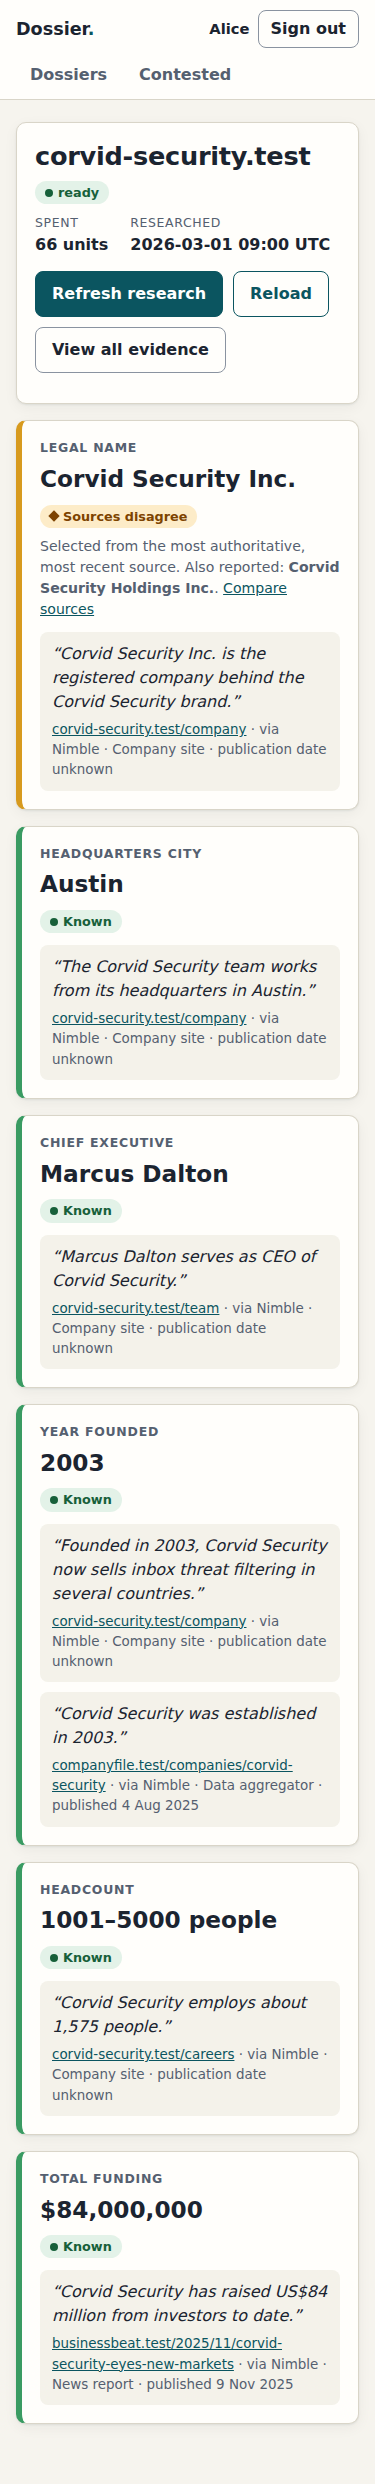 Dossier.
Alice Sign out
Dossiers Contested
corvid-security.test
ready
SPENT RESEARCHED
66 units 2026-03-01 09:00 UTC
Refresh research Reload
View all evidence
LEGAL NAME
Corvid Security Inc.
Sources disagree
Selected from the most authoritative,
most recent source. Also reported: Corvid
Security Holdings Inc.. Compare
sources
“Corvid Security Inc. is the
registered company behind the
Corvid Security brand.”
corvid-security.test/company · via
Nimble · Company site · publication date
unknown
HEADQUARTERS CITY
Austin
Known
“The Corvid Security team works
from its headquarters in Austin.”
corvid-security.test/company · via
Nimble · Company site · publication date
unknown
CHIEF EXECUTIVE
Marcus Dalton
Known
“Marcus Dalton serves as CEO of
Corvid Security.”
corvid-security.test/team · via Nimble ·
Company site · publication date
unknown
YEAR FOUNDED
2003
Known
“Founded in 2003, Corvid Security
now sells inbox threat filtering in
several countries.”
corvid-security.test/company · via
Nimble · Company site · publication date
unknown
“Corvid Security was established
in 2003.”
companyfile.test/companies/corvid-
security · via Nimble · Data aggregator ·
published 4 Aug 2025
HEADCOUNT
1001–5000 people
Known
“Corvid Security employs about
1,575 people.”
corvid-security.test/careers · via Nimble ·
Company site · publication date
unknown
TOTAL FUNDING
$84,000,000
Known
“Corvid Security has raised US$84
million from investors to date.”
businessbeat.test/2025/11/corvid-
security-eyes-new-markets · via Nimble ·
News report · published 9 Nov 2025